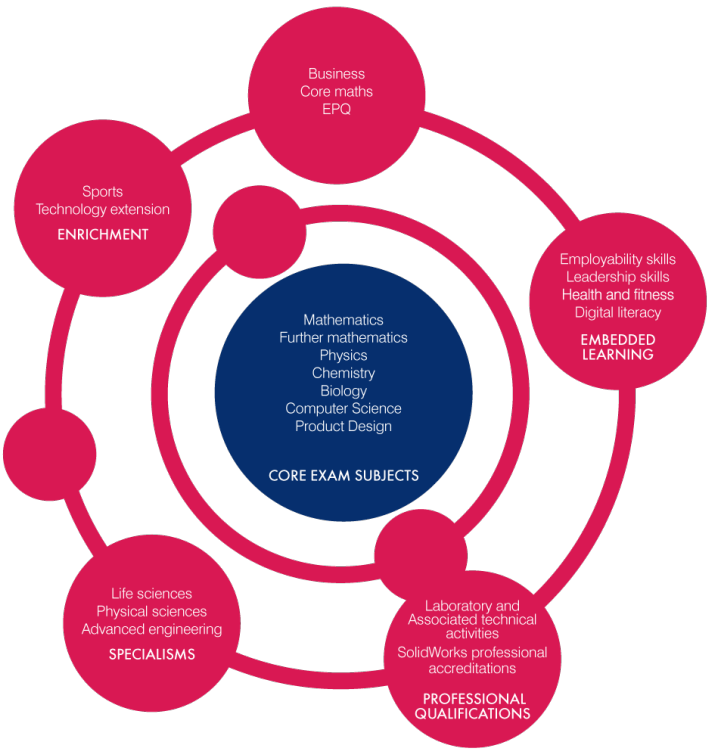 Business
Core maths
EPQ
Sports
Technology extension
ENRICHMENT
Employability skills
Leadership skills
Health and fitness
Digital literacy
EMBEDDED
LEARNING
Mathematics
Further mathematics
Physics
Chemistry
Biology
Computer Science
Product Design
CORE EXAM SUBJECTS
Life sciences
Physical sciences
Advanced engineering
SPECIALISMS
Laboratory and
Associated technical
activities
SolidWorks professional
accreditations
PROFESSIONAL
QUALIFICATIONS